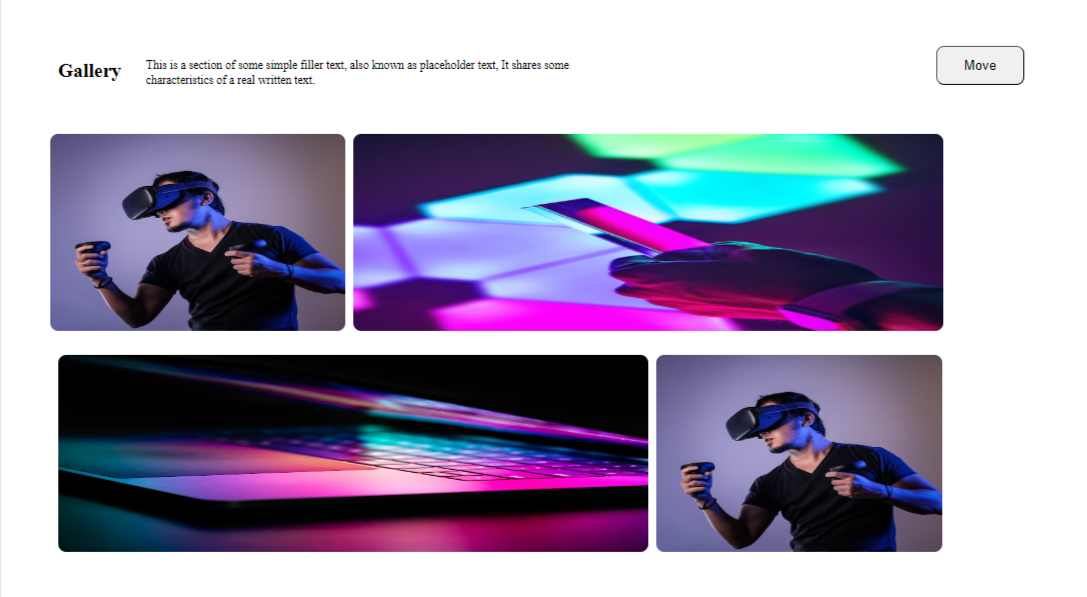 Gallery
This is a section of some simple filler text, also known as placeholder text, It shares some
characteristics of a real written text.
Move